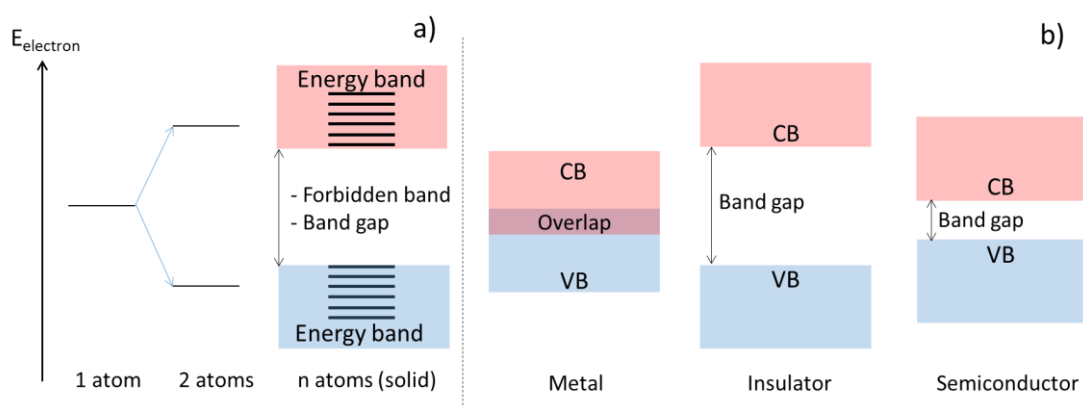 E_electron
a)
Energy band
- Forbidden band
- Band gap
Energy band
1 atom
2 atoms
n atoms (solid)
b)
CB
Overlap
VB
Metal
CB
Band gap
VB
Insulator
CB
Band gap
VB
Semiconductor